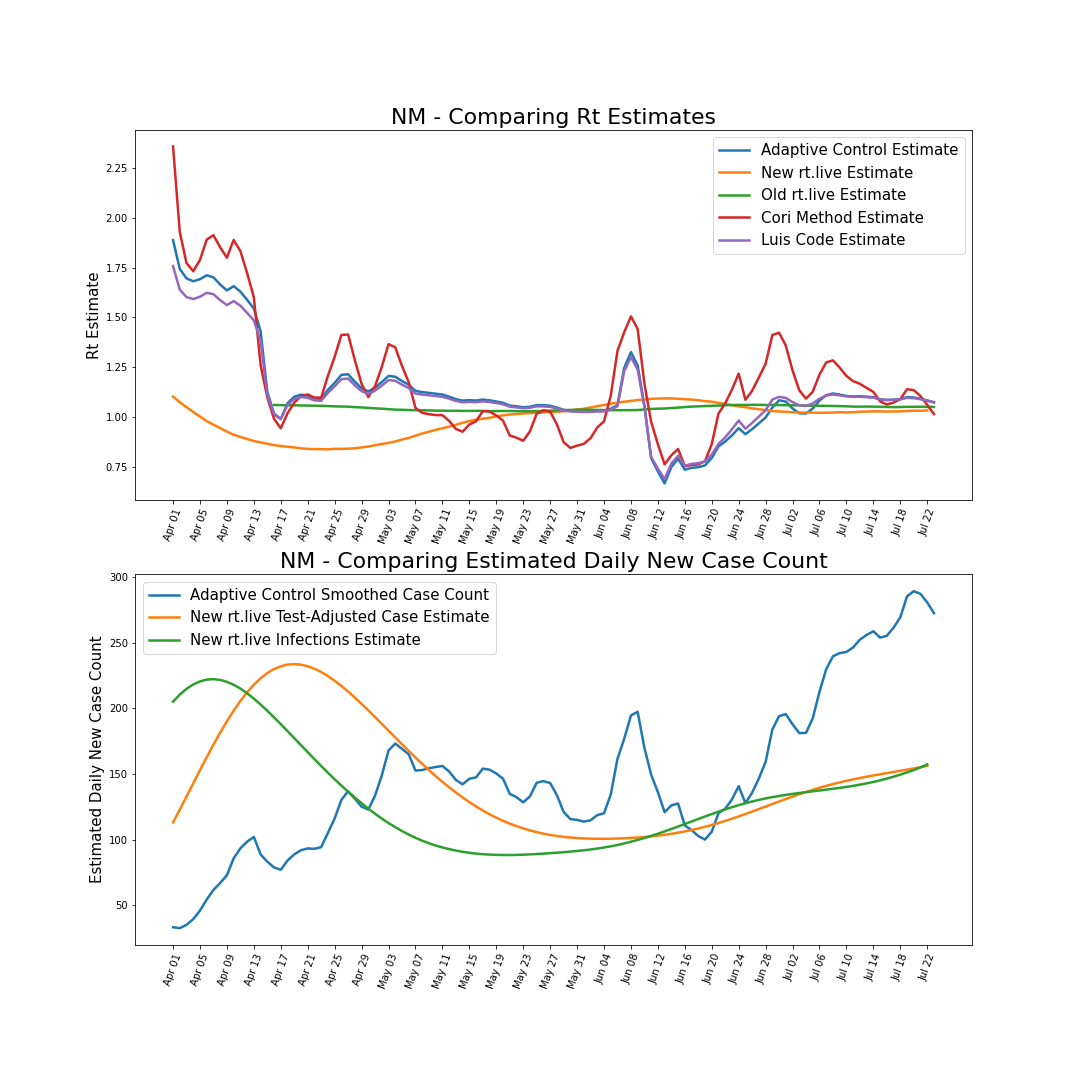 NM - Comparing Rt Estimates
Rt Estimate
2.25
2.00
1.75
1.50
1.25
1.00
0.75
Adaptive Control Estimate
New rt.live Estimate
Old rt.live Estimate
Cori Method Estimate
Luis Code Estimate
Apr 01 Apr 05 Apr 09 Apr 13 Apr 17 Apr 21 Apr 25 Apr 29 May 03 May 07 May 11 May 15 May 19 May 23 May 27 May 31 Jun 04 Jun 08 Jun 12 Jun 16 Jun 20 Jun 24 Jun 28 Jul 02 Jul 06 Jul 10 Jul 14 Jul 18 Jul 22
NM - Comparing Estimated Daily New Case Count
Estimated Daily New Case Count
300
250
200
150
100
50
Adaptive Control Smoothed Case Count
New rt.live Test-Adjusted Case Estimate
New rt.live Infections Estimate
Apr 01 Apr 05 Apr 09 Apr 13 Apr 17 Apr 21 Apr 25 Apr 29 May 03 May 07 May 11 May 15 May 19 May 23 May 27 May 31 Jun 04 Jun 08 Jun 12 Jun 16 Jun 20 Jun 24 Jun 28 Jul 02 Jul 06 Jul 10 Jul 14 Jul 18 Jul 22